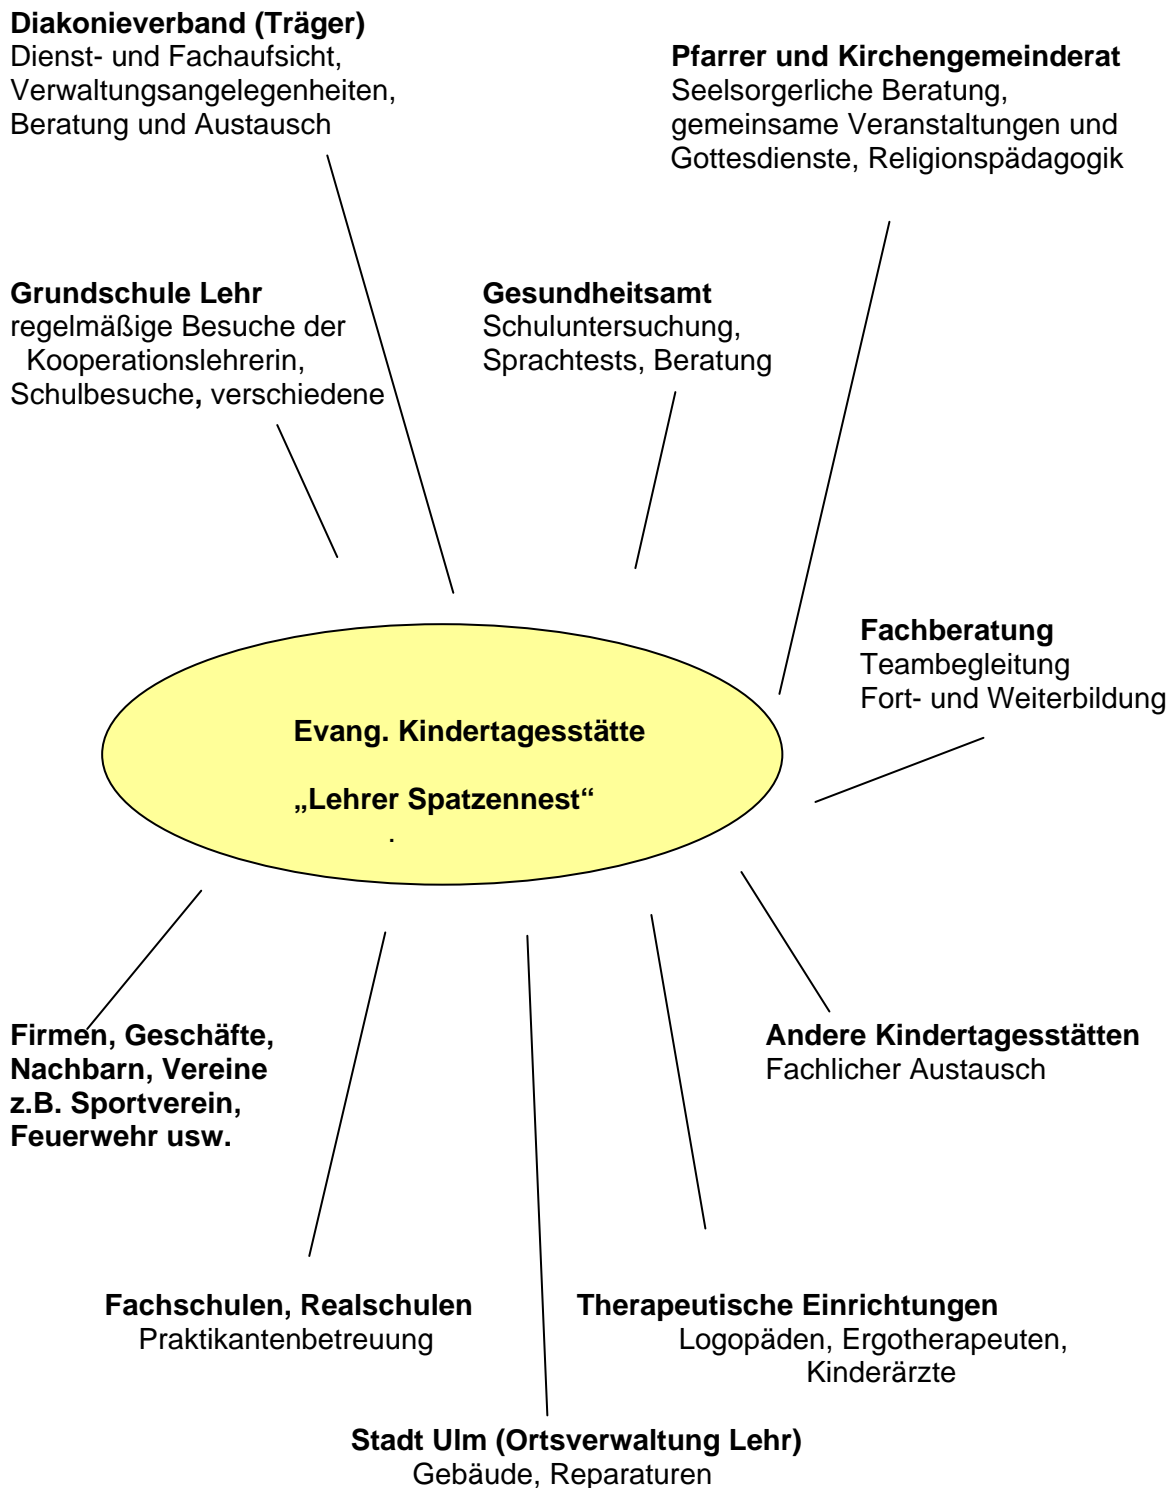 Diakonieverband (Träger)
Dienst- und Fachaufsicht,
Verwaltungsangelegenheiten,
Beratung und Austausch
Pfarrer und Kirchengemeinderat
Seelsorgerliche Beratung,
gemeinsame Veranstaltungen und
Gottesdienste, Religionspädagogik
Grundschule Lehr
regelmäßige Besuche der
Kooperationslehrerin,
Schulbesuche, verschiedene
Gesundheitsamt
Schuluntersuchung,
Sprachtests, Beratung
Fachberatung
Teambegleitung
Fort- und Weiterbildung
Evang. Kindertagesstätte
„Lehrer Spatzennest“
.
Firmen, Geschäfte,
Nachbarn, Vereine
z.B. Sportverein,
Feuerwehr usw.
Andere Kindertagesstätten
Fachlicher Austausch
Fachschulen, Realschulen
Praktikantenbetreuung
Therapeutische Einrichtungen
Logopäden, Ergotherapeuten,
Kinderärzte
Stadt Ulm (Ortsverwaltung Lehr)
Gebäude, Reparaturen